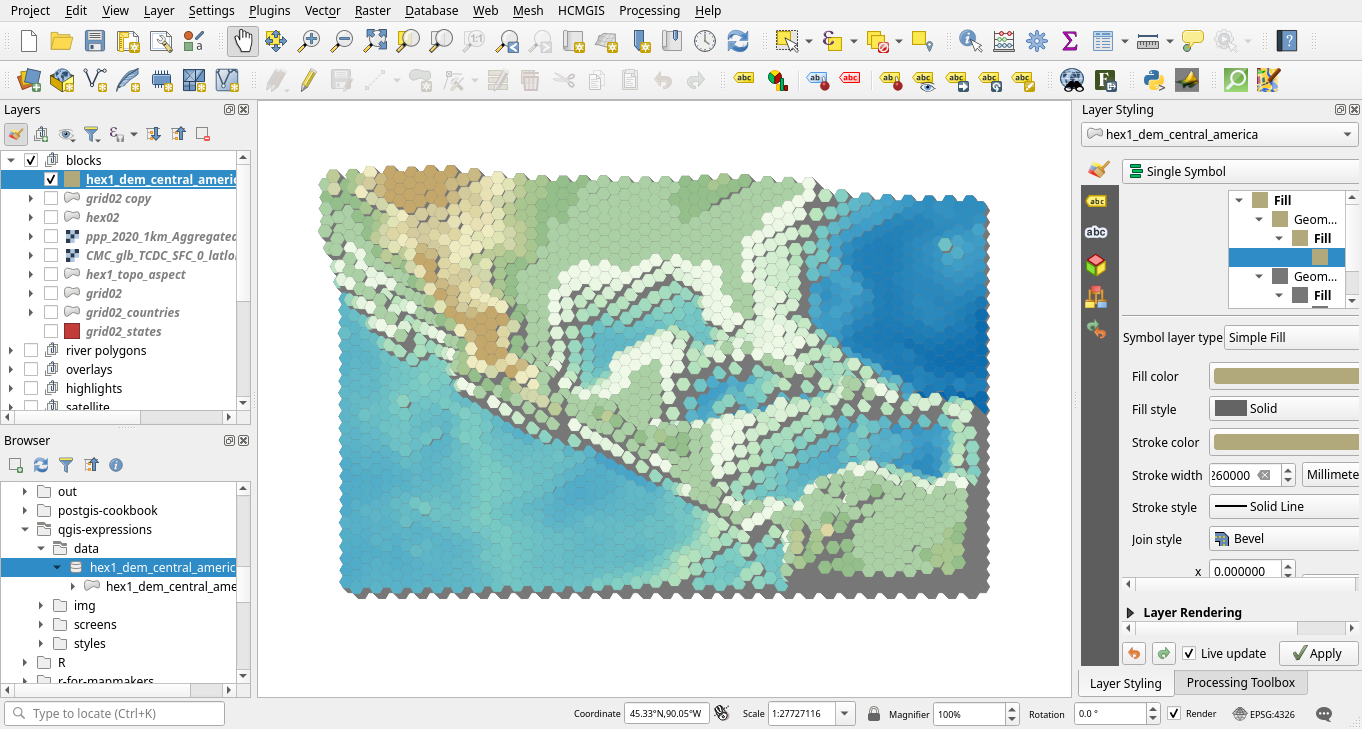 Project Edit View Layer Settings Plugins Vector Raster Database Web Mesh HCMGIS Processing Help
Layers
blocks
hex1_dem_central_americ
grid02 copy
hex02
ppp_2020_1km_Aggregated
CMC_glb_TCDC_SFC_0_latlo
hex1_topo_aspect
grid02
grid02_countries
grid02_states
river polygons
overlays
highlights
satellite
Browser
out
postgis-cookbook
qgis-expressions
data
hex1_dem_central_americ
hex1_dem_central_ame
img
screens
styles
R
r-for-mapmakers
Type to locate (Ctrl+K)
Layer Styling
hex1_dem_central_america
Single Symbol
Fill
Geom...
Fill
Geom...
Fill
Symbol layer type Simple Fill
Fill color
Fill style Solid
Stroke color
Stroke width 260000 Millimete
Stroke style Solid Line
Join style Bevel
x 0.000000
Layer Rendering
Live update Apply
Layer Styling Processing Toolbox
Coordinate 45.33°N,90.05°W Scale 1:27727116 Magnifier 100% Rotation 0.0 ° Render EPSG:4326